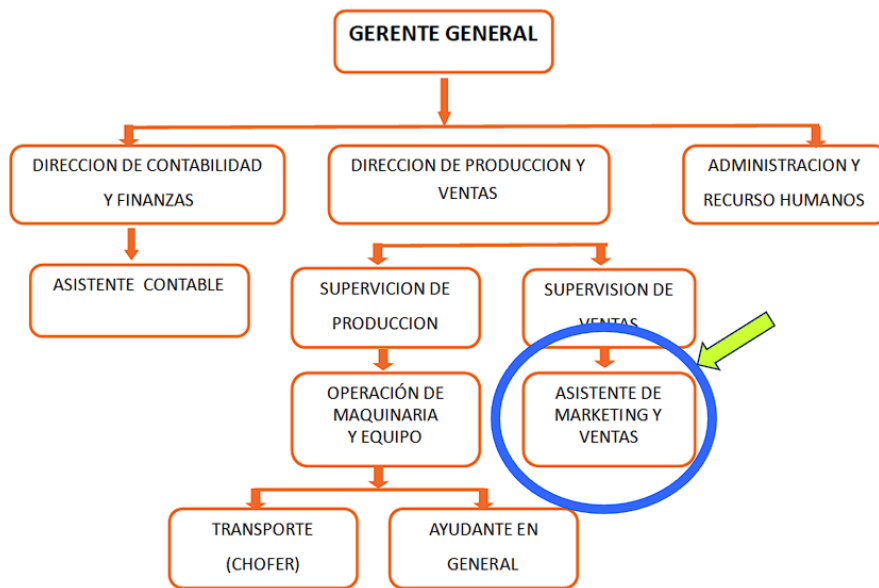 GERENTE GENERAL
DIRECCION DE CONTABILIDAD
Y FINANZAS
DIRECCION DE PRODUCCION Y
VENTAS
ADMINISTRACION Y
RECURSO HUMANOS
ASISTENTE CONTABLE
SUPERVICION DE
PRODUCCION
SUPERVISION DE
VENTAS
OPERACIÓN DE
MAQUINARIA
Y EQUIPO
ASISTENTE DE
MARKETING Y
VENTAS
TRANSPORTE
(CHOFER)
AYUDANTE EN
GENERAL